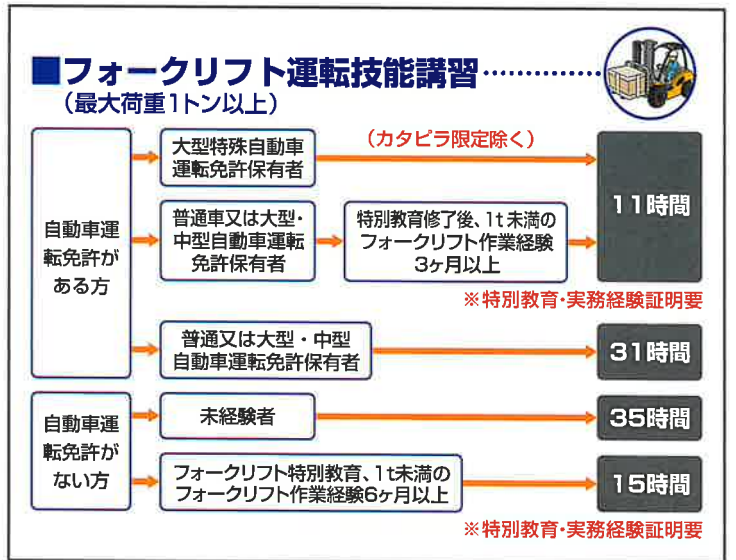 ■フォークリフト運転技能講習…………
（最大荷重1トン以上）
自動車運
転免許が
ある方
大型特殊自動車
運転免許保有者
（カタピラ限定除く）
11時間
普通車又は大型・
中型自動車運転
免許保有者
特別教育修了後、1t未満の
フォークリフト作業経験
3ヶ月以上
※特別教育・実務経験証明要
普通又は大型・中型
自動車運転免許保有者
31時間
自動車運
転免許が
ない方
未経験者
35時間
フォークリフト特別教育、1t未満の
フォークリフト作業経験6ヶ月以上
15時間
※特別教育・実務経験証明要